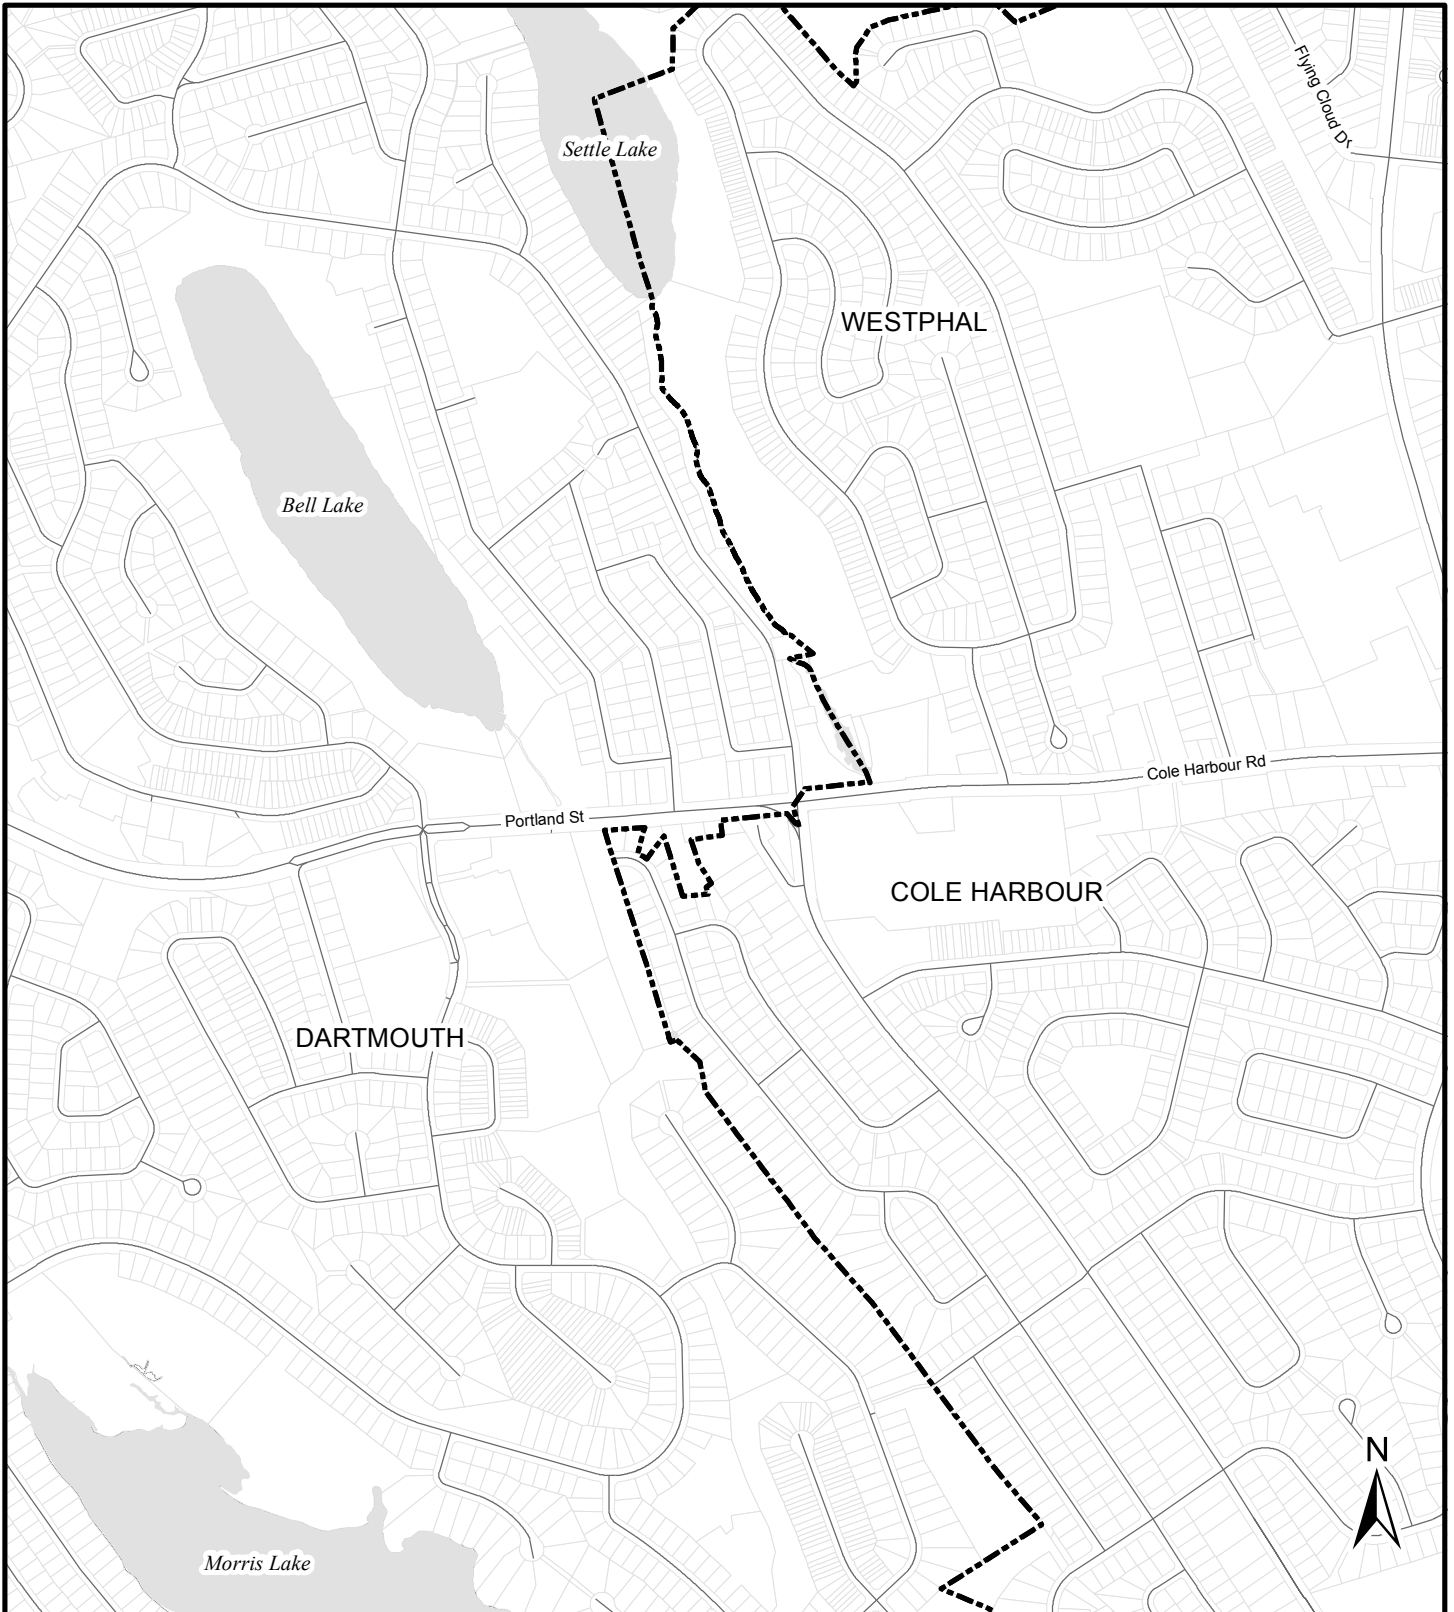 Flying Cloud Dr
Settle Lake
WESTPHAL
Bell Lake
Cole Harbour Rd
Portland St
COLE HARBOUR
DARTMOUTH
N
Morris Lake